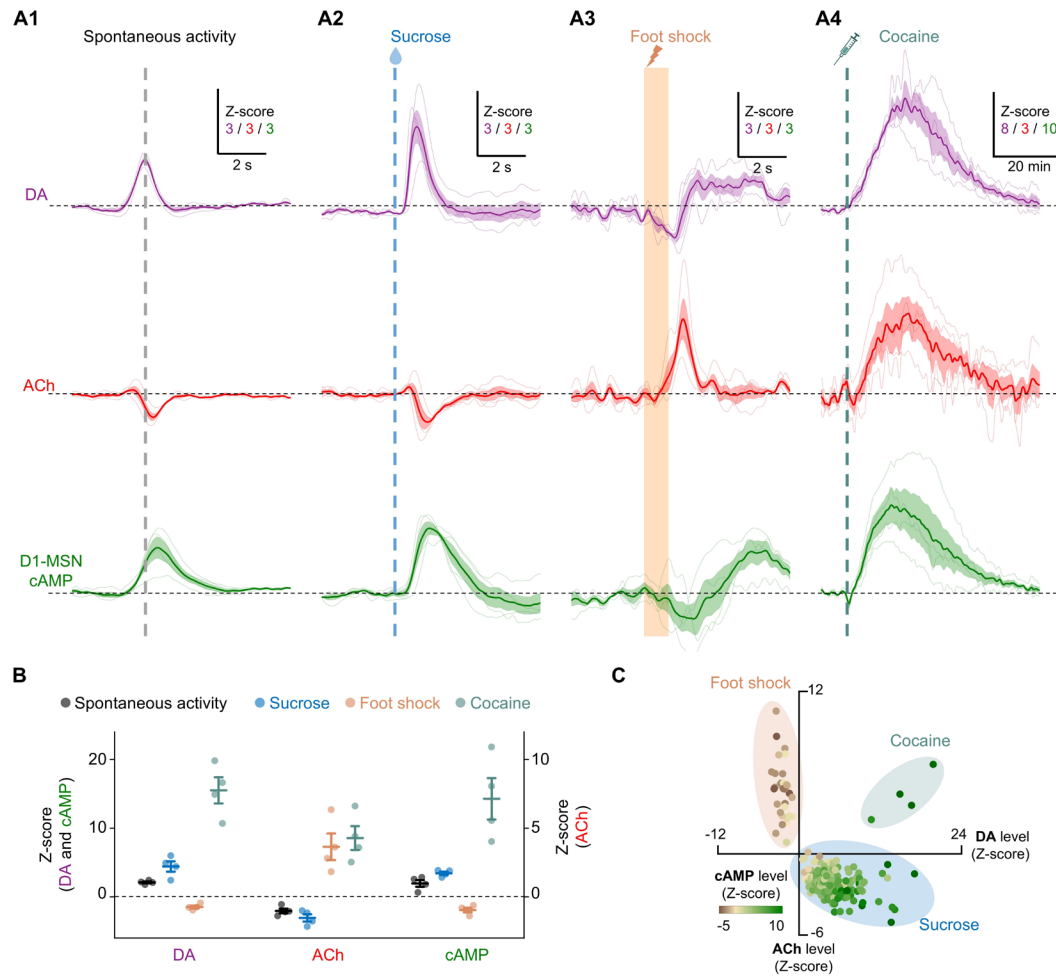 A1
A2
A3
A4
Spontaneous activity
Sucrose
Foot shock
Cocaine
Z-score
3 / 3 / 3
2 s
Z-score
3 / 3 / 3
2 s
Z-score
3 / 3 / 3
2 s
Z-score
8 / 3 / 10
20 min
DA
ACh
D1-MSN
cAMP
B
Spontaneous activity
Sucrose
Foot shock
Cocaine
Z-score
(DA and cAMP)
20
10
0
10
5
0
Z-score
(ACh)
DA
ACh
cAMP
C
Foot shock
12
Cocaine
-12
24
DA level
(Z-score)
cAMP level
(Z-score)
-5
10
Sucrose
-6
ACh level
(Z-score)